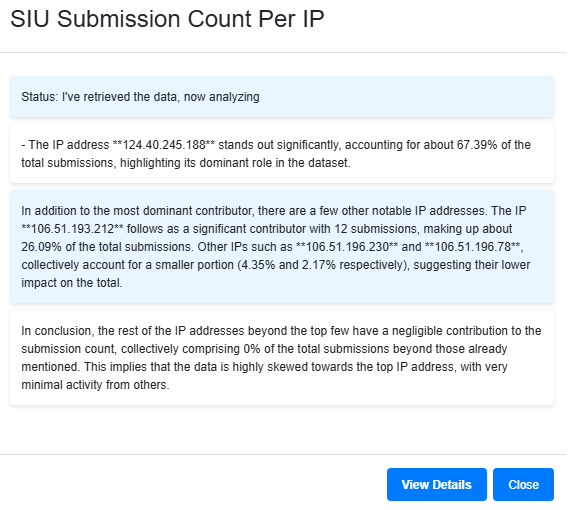 SIU Submission Count Per IP
Status: I've retrieved the data, now analyzing
- The IP address **124.40.245.188** stands out significantly, accounting for about 67.39% of the
total submissions, highlighting its dominant role in the dataset.
In addition to the most dominant contributor, there are a few other notable IP addresses. The IP
**106.51.193.212** follows as a significant contributor with 12 submissions, making up about
26.09% of the total submissions. Other IPs such as **106.51.196.230** and **106.51.196.78**,
collectively account for a smaller portion (4.35% and 2.17% respectively), suggesting their lower
impact on the total.
In conclusion, the rest of the IP addresses beyond the top few have a negligible contribution to the
submission count, collectively comprising 0% of the total submissions beyond those already
mentioned. This implies that the data is highly skewed towards the top IP address, with very
minimal activity from others.
View Details
Close